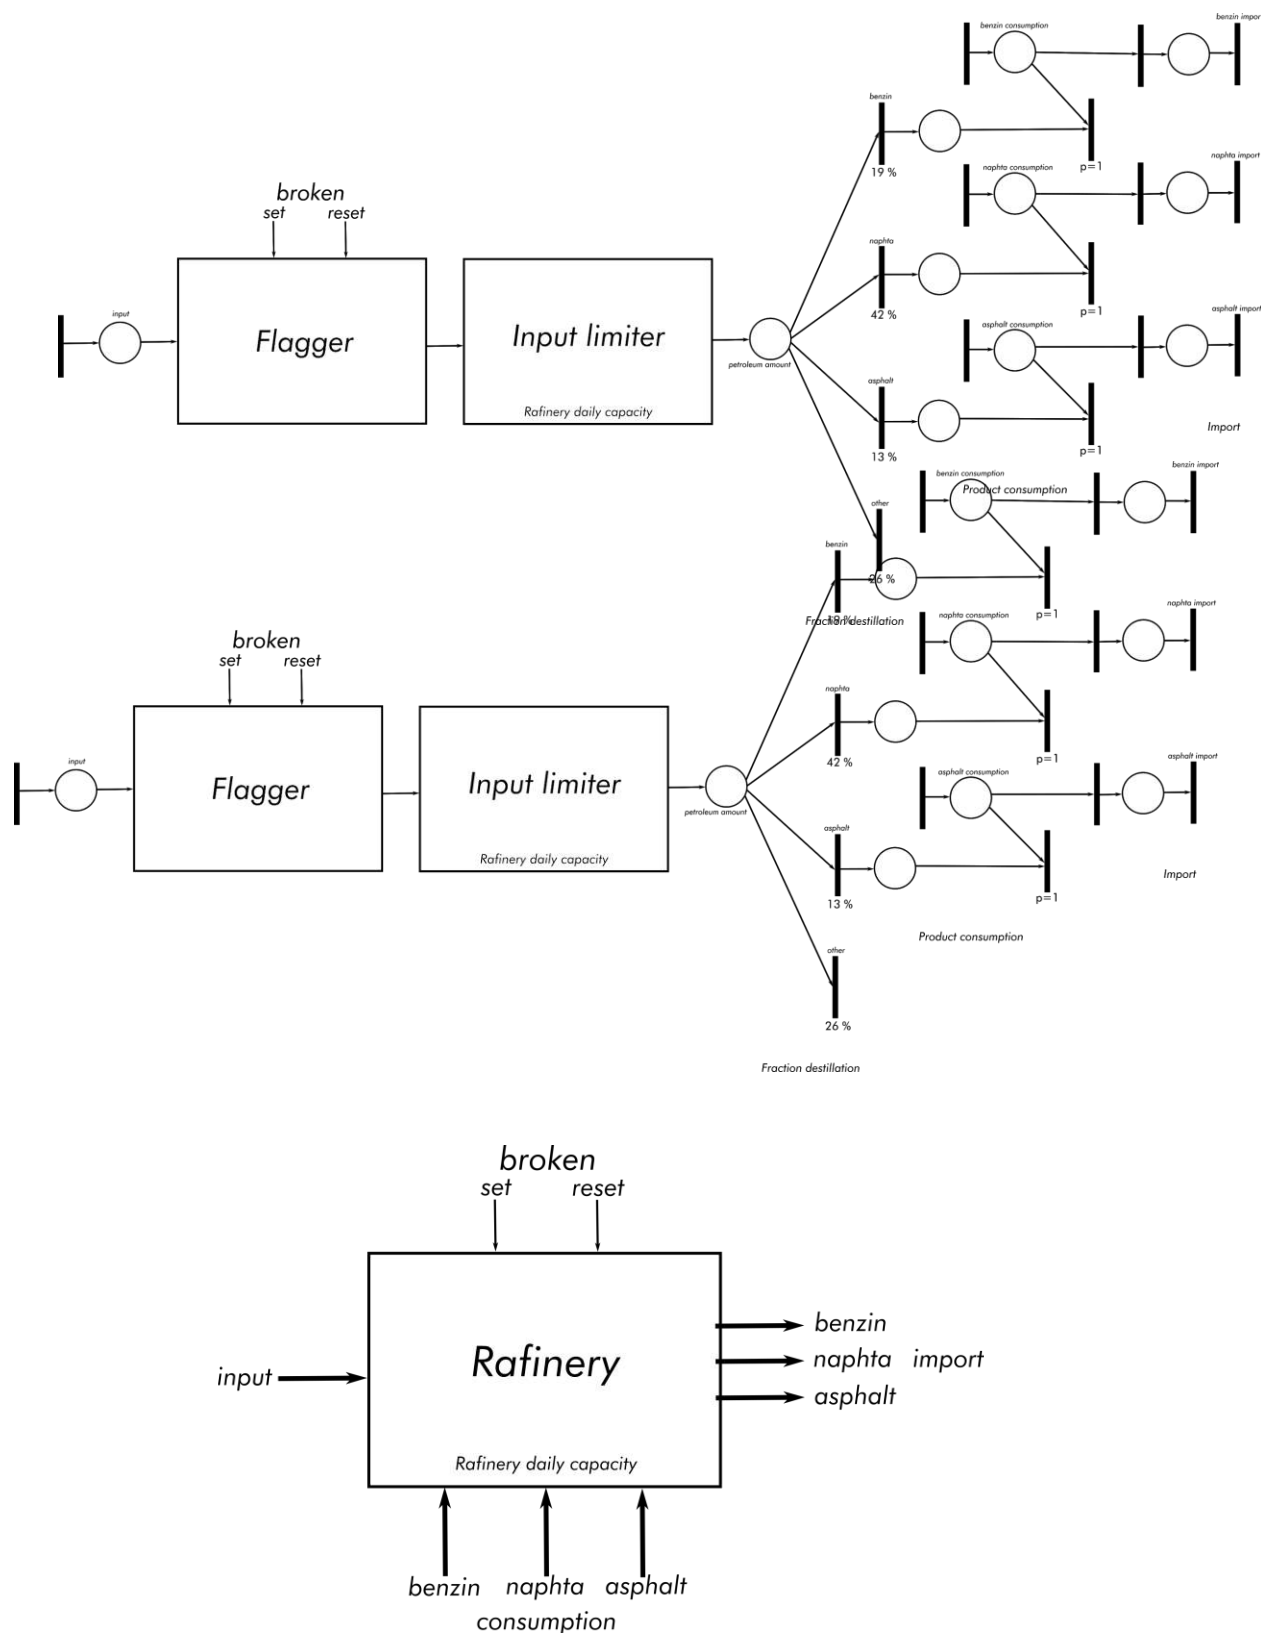 benzin consumption
benzin impor
benzin
19 %
p=1
broken
set reset
naphta consumption
naphta import
naphta
42 %
p=1
input
Flagger
Input limiter
Rafinery daily capacity
petroleum amount
asphalt consumption
asphalt import
asphalt
13 %
p=1
Import
Product consumption
other
26 %
Fraction destillation
benzin consumption
benzin import
benzin
19 %
p=1
broken
set reset
naphta consumption
naphta import
naphta
42 %
p=1
input
Flagger
Input limiter
Rafinery daily capacity
petroleum amount
asphalt consumption
asphalt import
asphalt
13 %
p=1
Import
Product consumption
other
26 %
Fraction destillation
broken
set reset
input
Rafinery
Rafinery daily capacity
benzin
naphta import
asphalt
benzin naphta asphalt
consumption